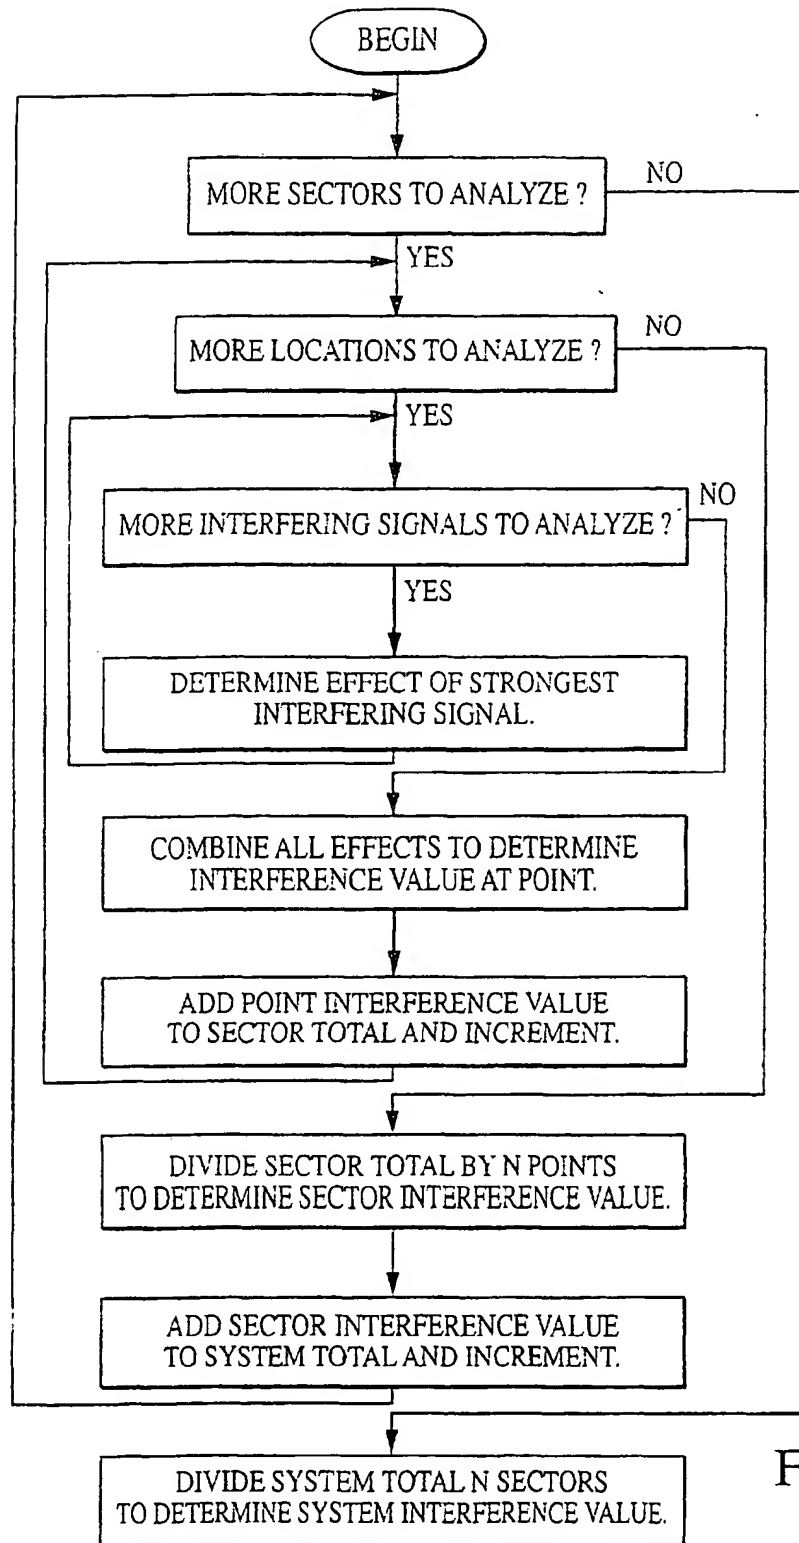 BEGIN
MORE SECTORS TO ANALYZE ?
NO
YES
MORE LOCATIONS TO ANALYZE ?
NO
YES
MORE INTERFERING SIGNALS TO ANALYZE ?
NO
YES
DETERMINE EFFECT OF STRONGEST
INTERFERING SIGNAL.
COMBINE ALL EFFECTS TO DETERMINE
INTERFERENCE VALUE AT POINT.
ADD POINT INTERFERENCE VALUE
TO SECTOR TOTAL AND INCREMENT.
DIVIDE SECTOR TOTAL BY N POINTS
TO DETERMINE SECTOR INTERFERENCE VALUE.
ADD SECTOR INTERFERENCE VALUE
TO SYSTEM TOTAL AND INCREMENT.
F
DIVIDE SYSTEM TOTAL N SECTORS
TO DETERMINE SYSTEM INTERFERENCE VALUE.